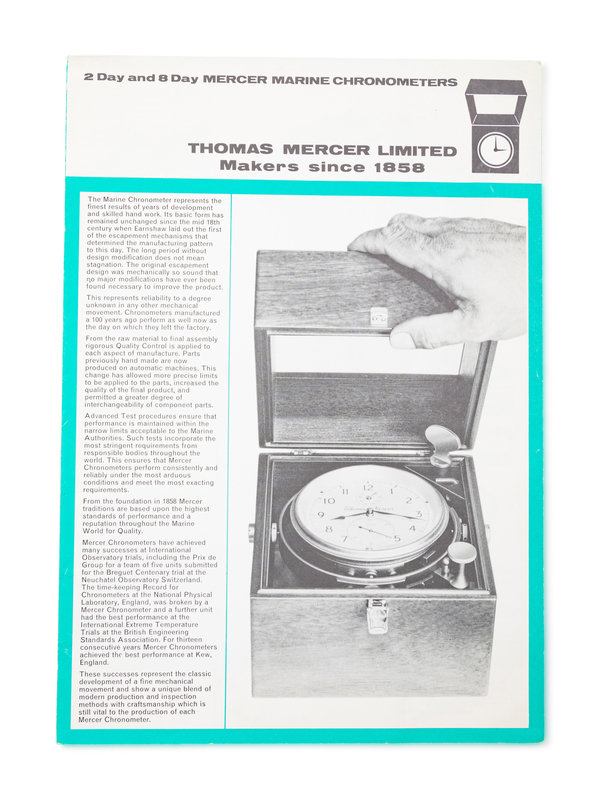 2 Day and 8 Day MERCER MARINE CHRONOMETERS
THOMAS MERCER LIMITED
Makers since 1858
The Marine Chronometer represents the
finest results of years of development
and skilled hand work. Its basic form has
remained unchanged since the mid 18th
century when Earnshaw laid out the first
of the escapement mechanisms that
determined the manufacturing pattern
to this day. The long period without
design modification does not mean
stagnation. The original escapement
design was mechanically so sound that
no major modifications have ever been
found necessary to improve the product.
This represents reliability to a degree
unknown in any other mechanical
movement. Chronometers manufactured
a 100 years ago perform as well now as
the day on which they left the factory.
From the raw material to final assembly
rigorous Quality Control is applied to
each aspect of manufacture. Parts
previously hand made are now
produced on automatic machines. This
change has allowed more precise limits
to be applied to the parts, increased the
quality of the final product, and
permitted a greater degree of
interchangeability of component parts.
Advanced Test procedures ensure that
performance is maintained within the
narrow limits acceptable to the Marine
Authorities. Such tests incorporate the
most stringent requirements from
responsible bodies throughout the
world. This ensures that Mercer
Chronometers perform consistently and
reliably under the most arduous
conditions and meet the most exacting
requirements.
From the foundation in 1858 Mercer
traditions are based upon the highest
standards of performance and a
reputation throughout the Marine
World for Quality.
Mercer Chronometers have achieved
many successes at International
Observatory trials, including the Prix de
Group for a team of five units submitted
for the Breguet Centenary trial at the
Neuchatel Observatory Switzerland.
The time-keeping Record for
Chronometers at the National Physical
Laboratory, England, was broken by a
Mercer Chronometer and a further unit
had the best performance at the
International Extreme Temperature
Trials at the British Engineering
Standards Association. For thirteen
consecutive years Mercer Chronometers
achieved the best performance at Kew,
England.
These successes represent the classic
development of a fine mechanical
movement and show a unique blend of
modern production and inspection
methods with craftsmanship which is
still vital to the production of each
Mercer Chronometer.